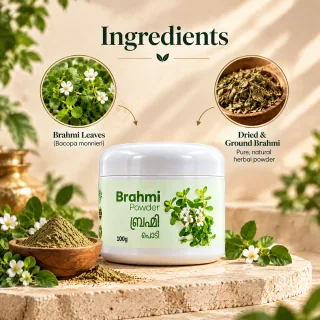 Ingredients
Brahmi Leaves
(Bacopa monnieri)
Dried &
Ground Brahmi
Pure, natural
herbal powder
Brahmi
Powder
ബ്രഹ്മി
പൊടി
100g